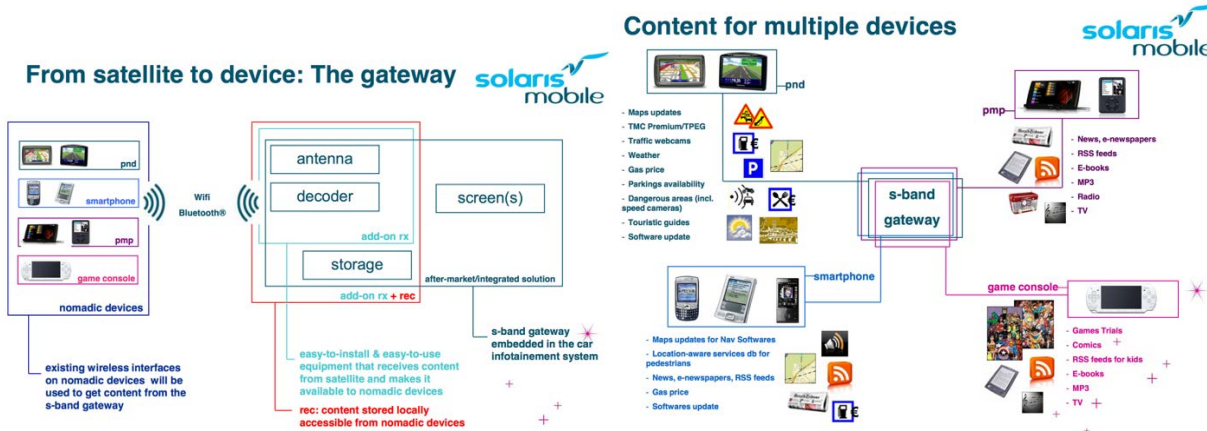 From satellite to device: The gateway
solaris
mobile
pnd
smartphone
pmp
game console
nomadic devices
Wifi
Bluetooth®
antenna
decoder
add-on rx
storage
add-on rx + rec
screen(s)
after-market/integrated solution
existing wireless interfaces
on nomadic devices will be
used to get content from the
s-band gateway
easy-to-install & easy-to-use
equipment that receives content
from satellite and makes it
available to nomadic devices
rec: content stored locally
accessible from nomadic devices
s-band gateway
embedded in the car
infotainement system
Content for multiple devices
solaris
mobile
pnd
- Maps updates
- TMC Premium/TPEG
- Traffic webcams
- Weather
- Gas price
- Parkings availability
- Dangerous areas (incl.
speed cameras)
- Touristic guides
- Software update
€
P
€
pmp
- News, e-newspapers
- RSS feeds
- E-books
- MP3
- Radio
- TV
s-band
gateway
smartphone
- Maps updates for Nav Softwares
- Location-aware services db for
pedestrians
- News, e-newspapers, RSS feeds
- Gas price
- Softwares update
€
game console
- Games Trials
- Comics
- RSS feeds for kids
- E-books
- MP3
- TV